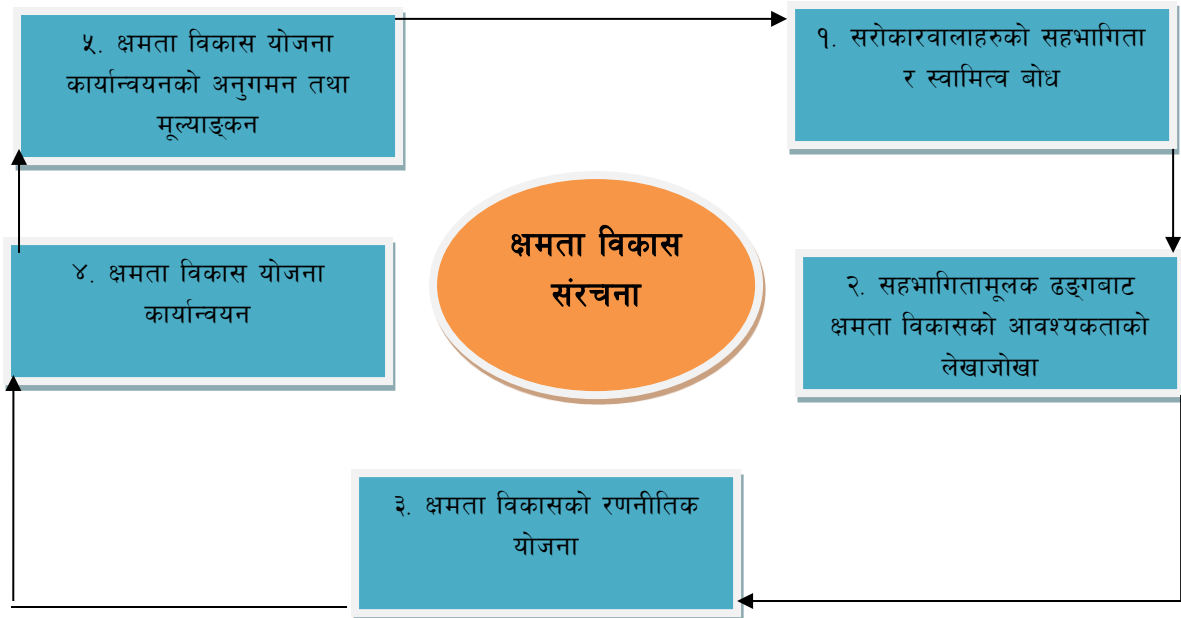 ५. क्षमता विकास योजना
कार्यान्वयनको अनुगमन तथा
मूल्याङ्कन
१. सरोकारवालाहरुको सहभागिता
र स्वामित्व बोध
क्षमता विकास
संरचना
४. क्षमता विकास योजना
कार्यान्वयन
२. सहभागितामूलक ढङ्गबाट
क्षमता विकासको आवश्यकताको
लेखाजोखा
३. क्षमता विकासको रणनीतिक
योजना